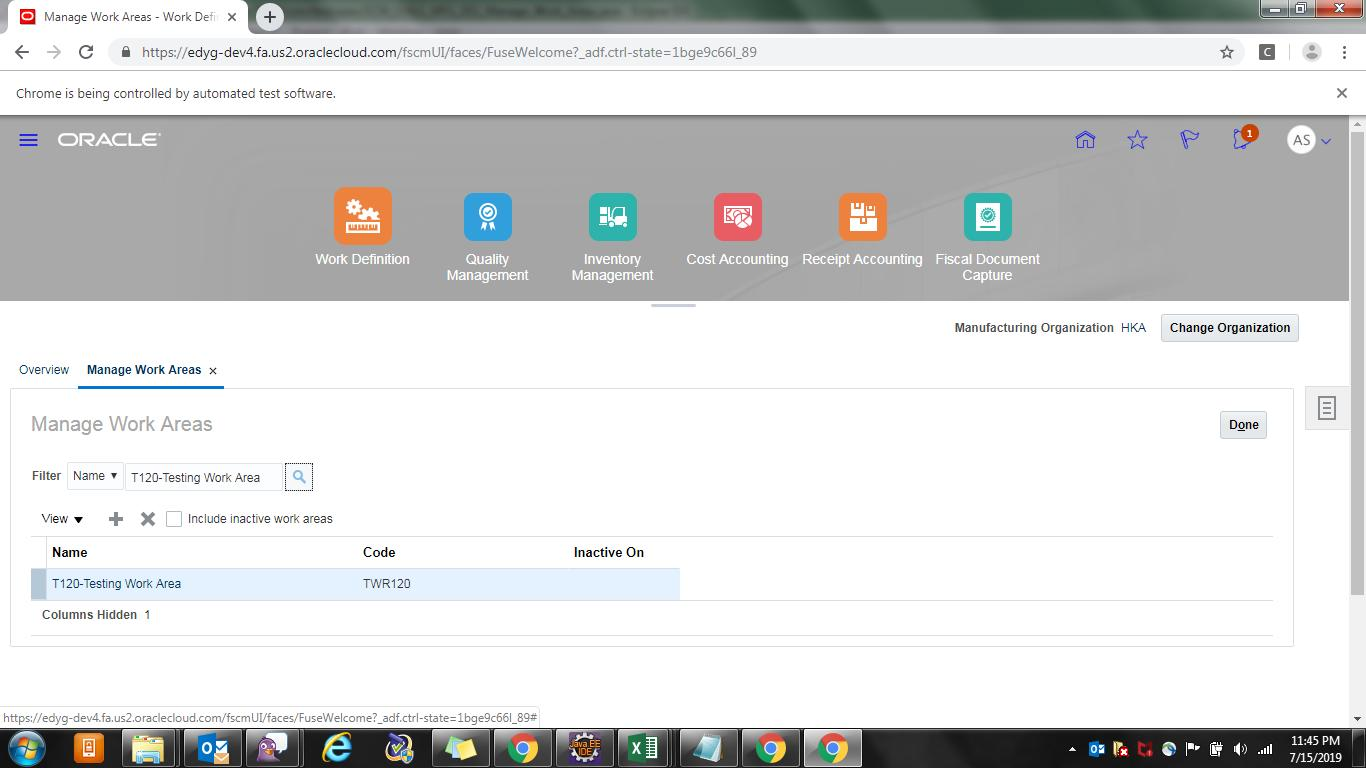 Manage Work Areas - Work Defin
https://edyg-dev4.fa.us2.oraclecloud.com/fscmUI/faces/FuseWelcome?_adf.ctrl-state=1bge9c66l_89
C
Chrome is being controlled by automated test software.
ORACLE
1
AS
Work Definition
Quality Management
Inventory Management
Cost Accounting
Receipt Accounting
Fiscal Document Capture
Manufacturing Organization HKA Change Organization
Overview Manage Work Areas
Manage Work Areas
Done
Filter Name T120-Testing Work Area
View Include inactive work areas
Name Code Inactive On
T120-Testing Work Area TWR120
Columns Hidden 1
https://edyg-dev4.fa.us2.oraclecloud.com/fscmUI/faces/FuseWelcome?_adf.ctrl-state=1bge9c66l_89#
Java EE
IDE
11:45 PM
7/15/2019